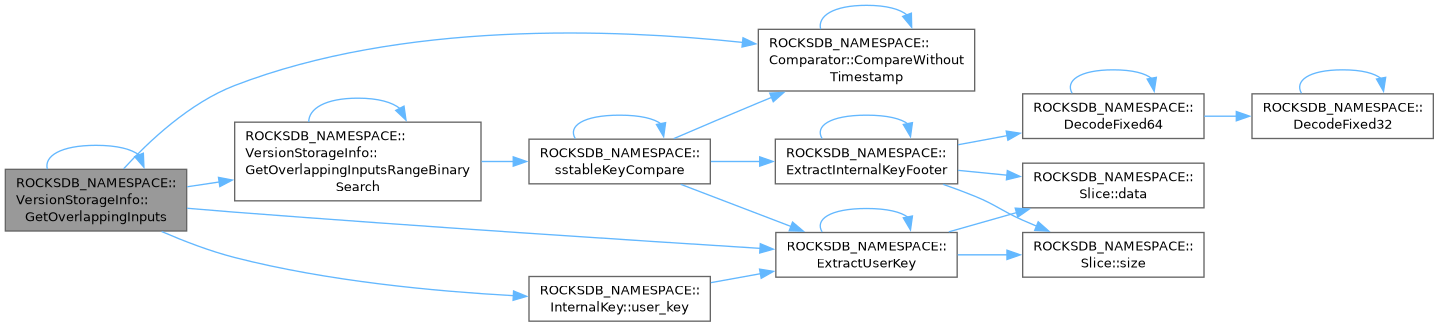 ROCKSDB_NAMESPACE::
VersionStorageInfo::
GetOverlappingInputs
ROCKSDB_NAMESPACE::
VersionStorageInfo::
GetOverlappingInputsRangeBinary
Search
ROCKSDB_NAMESPACE::
sstableKeyCompare
ROCKSDB_NAMESPACE::
InternalKey::user_key
ROCKSDB_NAMESPACE::
Comparator::CompareWithout
Timestamp
ROCKSDB_NAMESPACE::
ExtractInternalKeyFooter
ROCKSDB_NAMESPACE::
ExtractUserKey
ROCKSDB_NAMESPACE::
DecodeFixed64
ROCKSDB_NAMESPACE::
Slice::data
ROCKSDB_NAMESPACE::
Slice::size
ROCKSDB_NAMESPACE::
DecodeFixed32